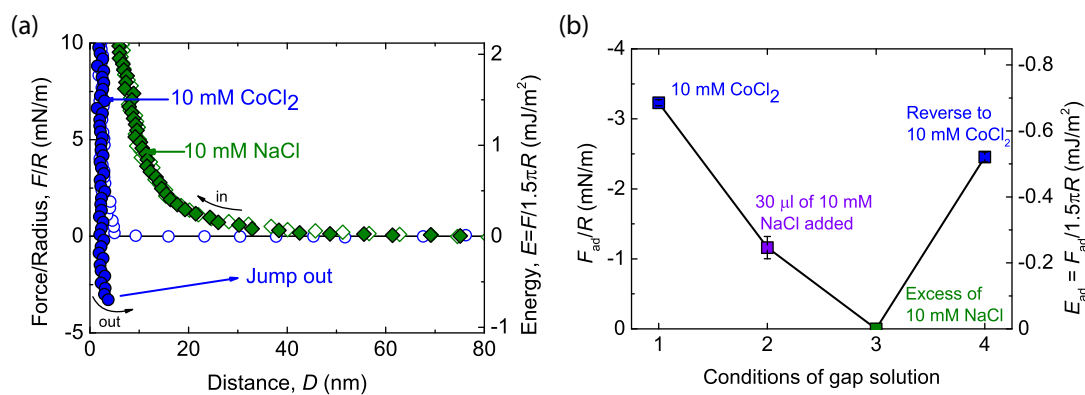 (a)
10
5
0
-5
Force/Radius, F/R (mN/m)
10 mM CoCl2
10 mM NaCl
in
Jump out
out
0
20
40
60
80
Distance, D (nm)
2
1
0
-1
Energy, E=F/1.5πR (mJ/m²)
(b)
-4
-3
-2
-1
0
Fad/R (mN/m)
10 mM CoCl2
30 µl of 10 mM
NaCl added
Excess of
10 mM NaCl
Reverse to
10 mM CoCl2
1
2
3
4
Conditions of gap solution
-0.8
-0.6
-0.4
-0.2
0
Ead = Fad/1.5πR (mJ/m²)